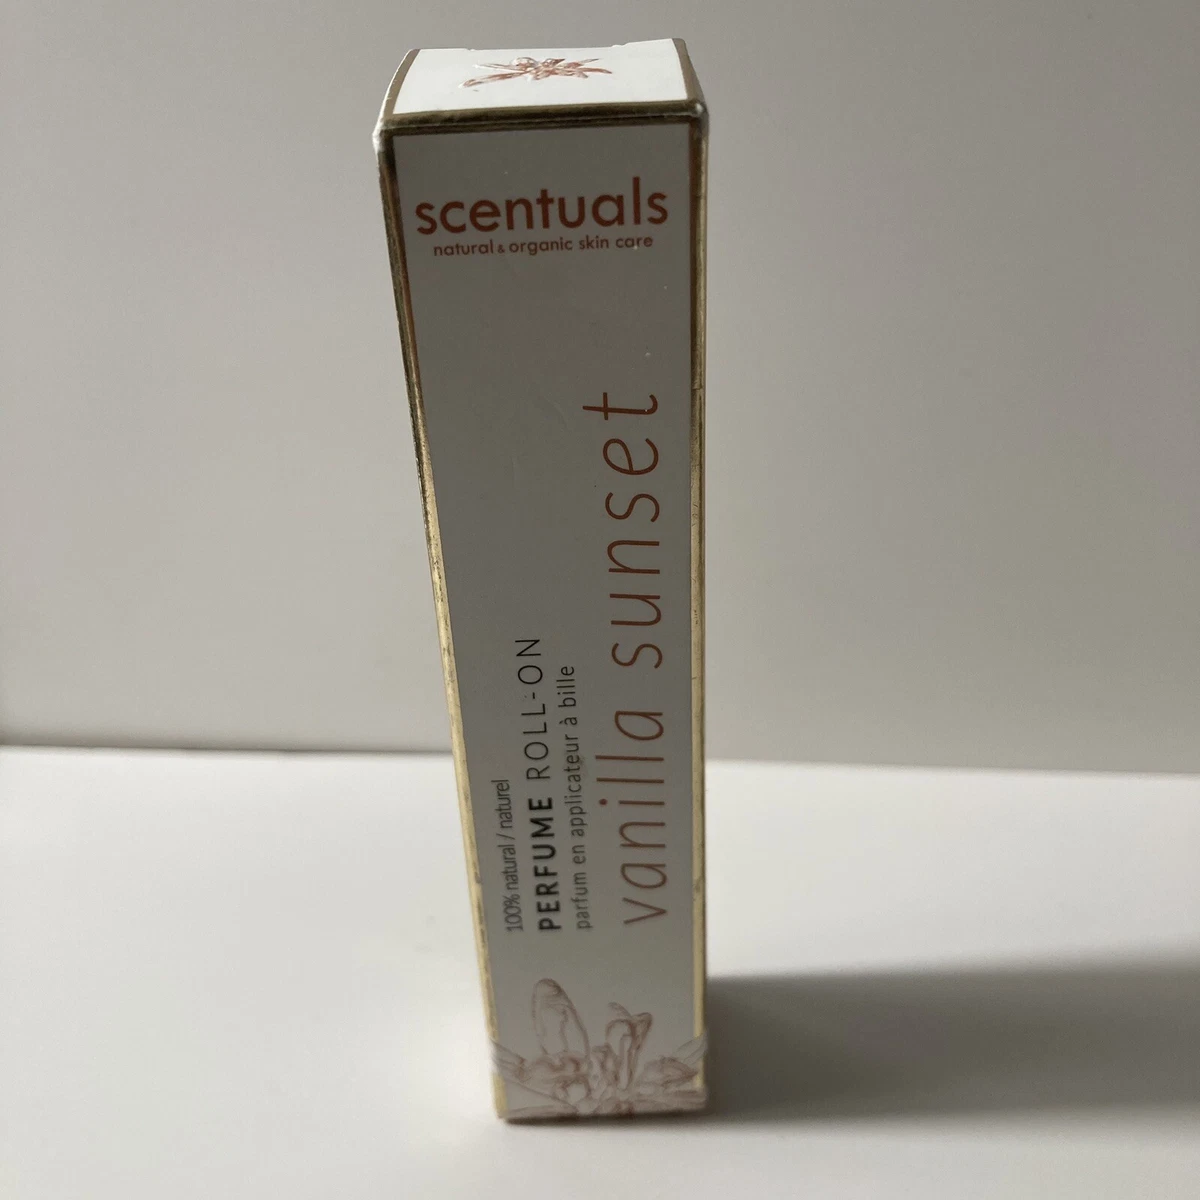 scentuals
natural & organic skin care
100% natural / naturel
PERFUME ROLL-ON
parfum en applicateur à bille
vanilla sunset